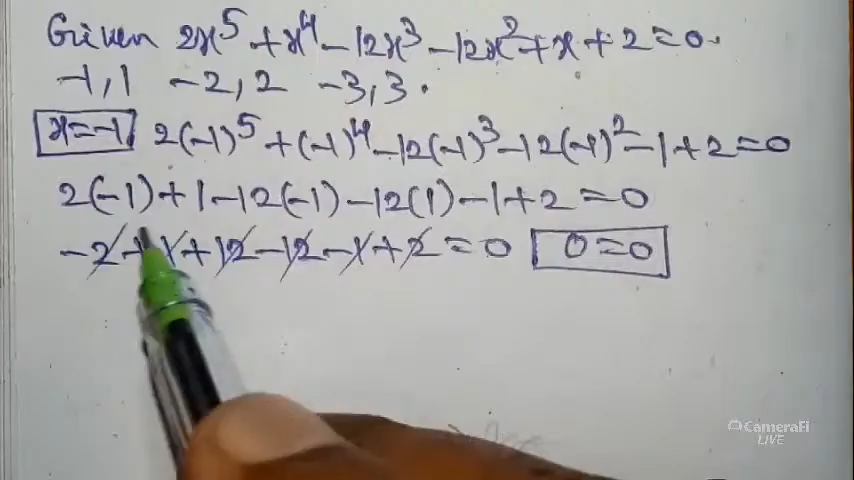 Given 2x⁵ + x⁴ - 12x³ - 12x² + x + 2 = 0.
-1, 1 -2, 2 -3, 3.
x = -1 2(-1)⁵ + (-1)⁴ - 12(-1)³ - 12(-1)² - 1 + 2 = 0
2(-1) + 1 - 12(-1) - 12(1) - 1 + 2 = 0
-2 + 1 + 12 - 12 - 1 + 2 = 0 0 = 0
CameraFi
LIVE